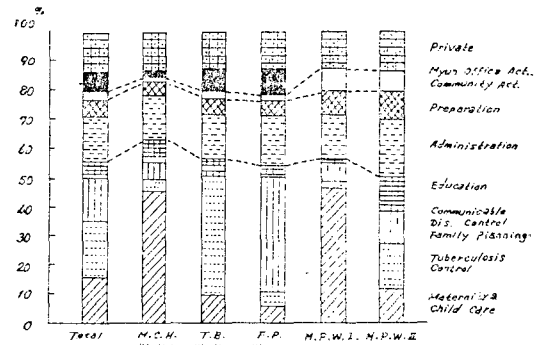 %
100
90
80
70
60
50
40
30
20
10
0
Private
Myun Office Act.,
Community Act.
Preparation
Administration
Education
Communicable
Dis. Control
Family Planning
Tuberculosis
Control
Maternity &
Child Care
Total M.C.H. T.B. F.P. M.P.W.I. M.P.W.II